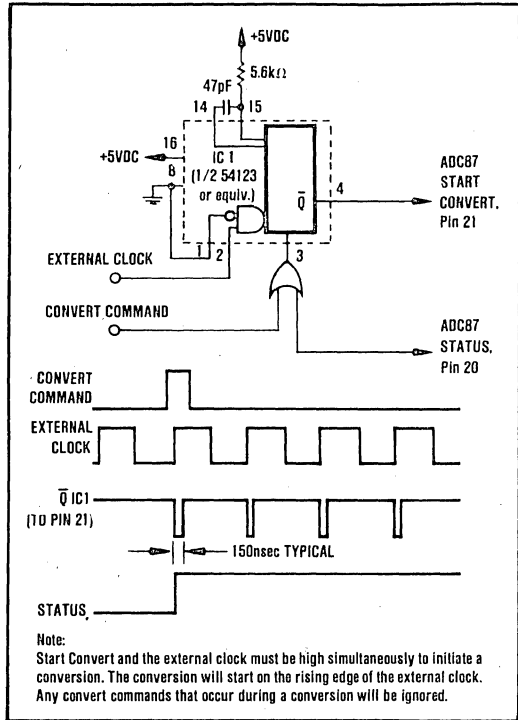 +5VDC
5.6kΩ
47pF
14
15
16
+5VDC
8
IC 1
(1/2 54123
or equiv.)
Q̅
4
ADC87
START
CONVERT,
Pin 21
1
2
3
EXTERNAL CLOCK
CONVERT COMMAND
ADC87
STATUS,
Pin 20
CONVERT
COMMAND
EXTERNAL
CLOCK
Q̅ IC1
(TO PIN 21)
150nsec TYPICAL
STATUS,
Note:
Start Convert and the external clock must be high simultaneously to initiate a
conversion. The conversion will start on the rising edge of the external clock.
Any convert commands that occur during a conversion will be ignored.